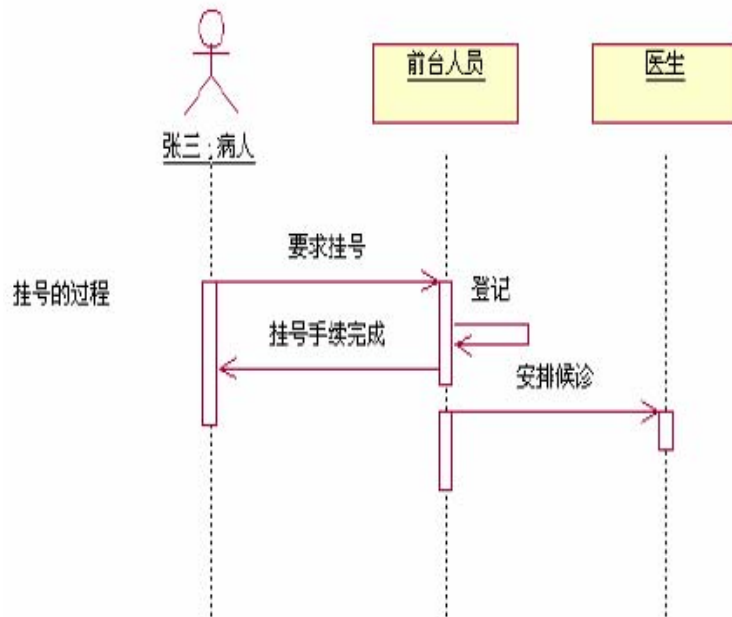 前台人员
医生
张三:病人
要求挂号
挂号的过程
登记
挂号手续完成
安排候诊